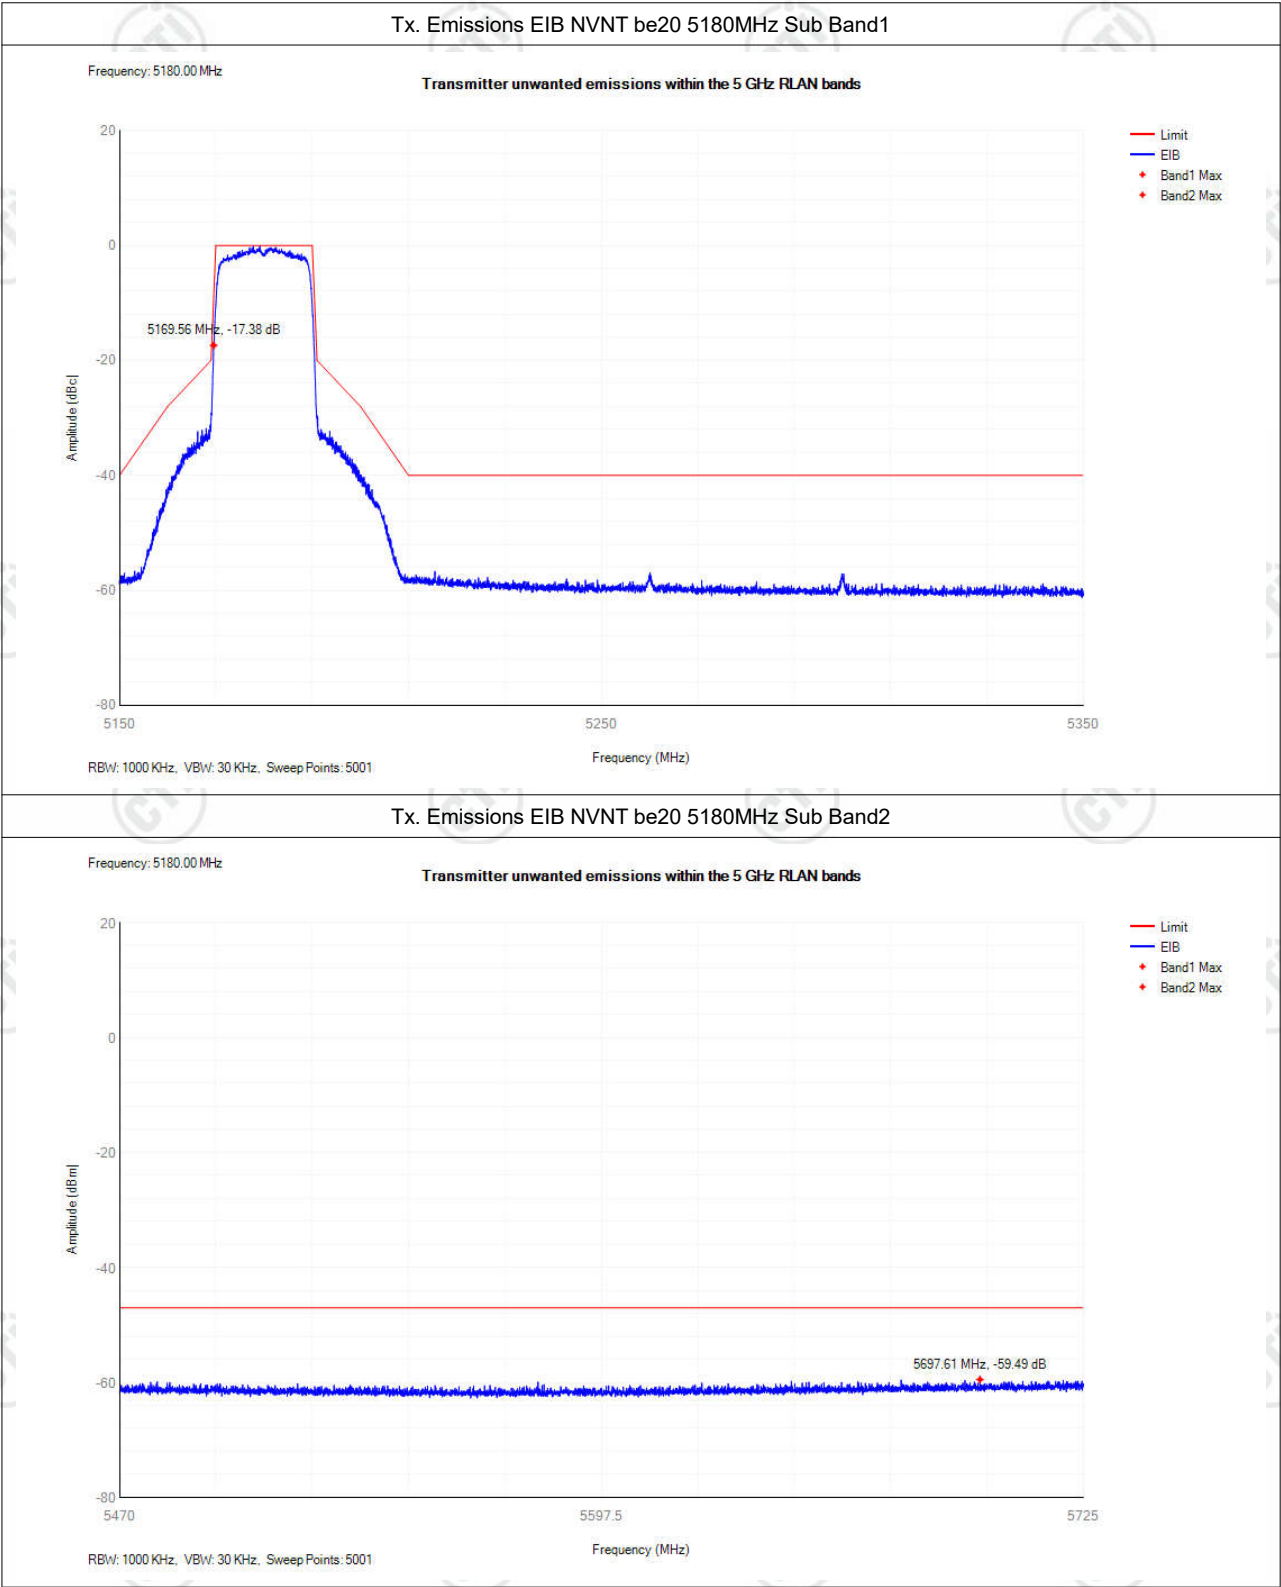 Tx. Emissions EIB NVNT be20 5180MHz Sub Band1
Frequency: 5180.00 MHz
Transmitter unwanted emissions within the 5 GHz RLAN bands
20
0
-20
-40
-60
-80
Amplitude [dBc]
5169.56 MHz, -17.38 dB
Limit
EIB
Band1 Max
Band2 Max
5150
5250
5350
Frequency (MHz)
RBW: 1000 KHz, VBW: 30 KHz, Sweep Points: 5001
Tx. Emissions EIB NVNT be20 5180MHz Sub Band2
Frequency: 5180.00 MHz
Transmitter unwanted emissions within the 5 GHz RLAN bands
20
0
-20
-40
-60
-80
Amplitude [dBm]
5697.61 MHz, -59.49 dB
Limit
EIB
Band1 Max
Band2 Max
5470
5597.5
5725
Frequency (MHz)
RBW: 1000 KHz, VBW: 30 KHz, Sweep Points: 5001